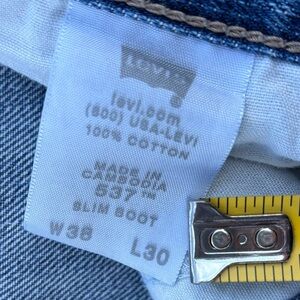 LEVI'S
levi.com
(800) USA-LEVI
100% COTTON
MADE IN
CAMBODIA
537™
SLIM BOOT
W38 L30